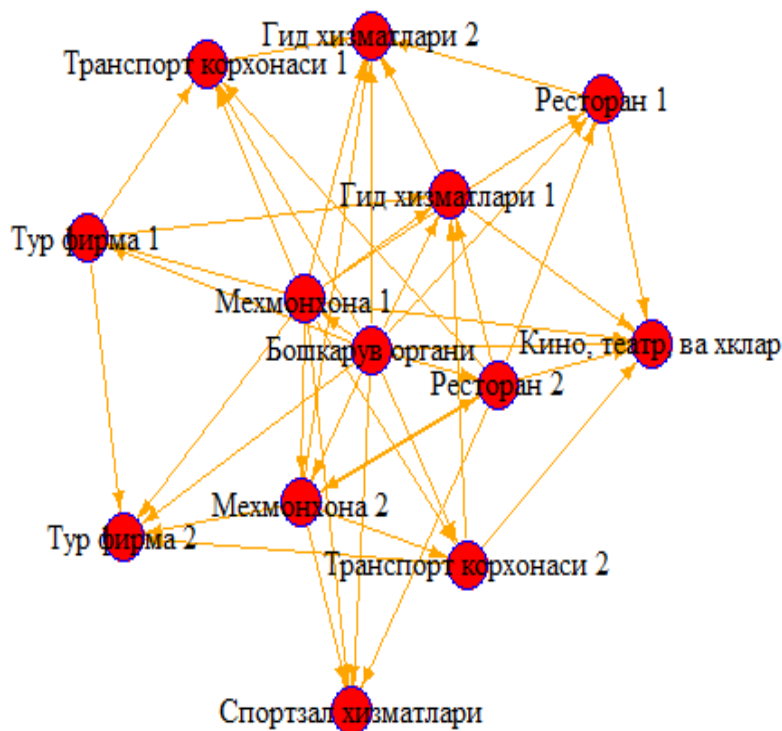 Гид хизматлари 2
Транспорт корхонаси 1
Ресторан 1
Гид хизматлари 1
Тур фирма 1
Мехмонхона 1
Бошкарув органи
Кино, театр, ва хклар
Ресторан 2
Мехмонхона 2
Тур фирма 2
Транспорт корхонаси 2
Спортзал хизматлари